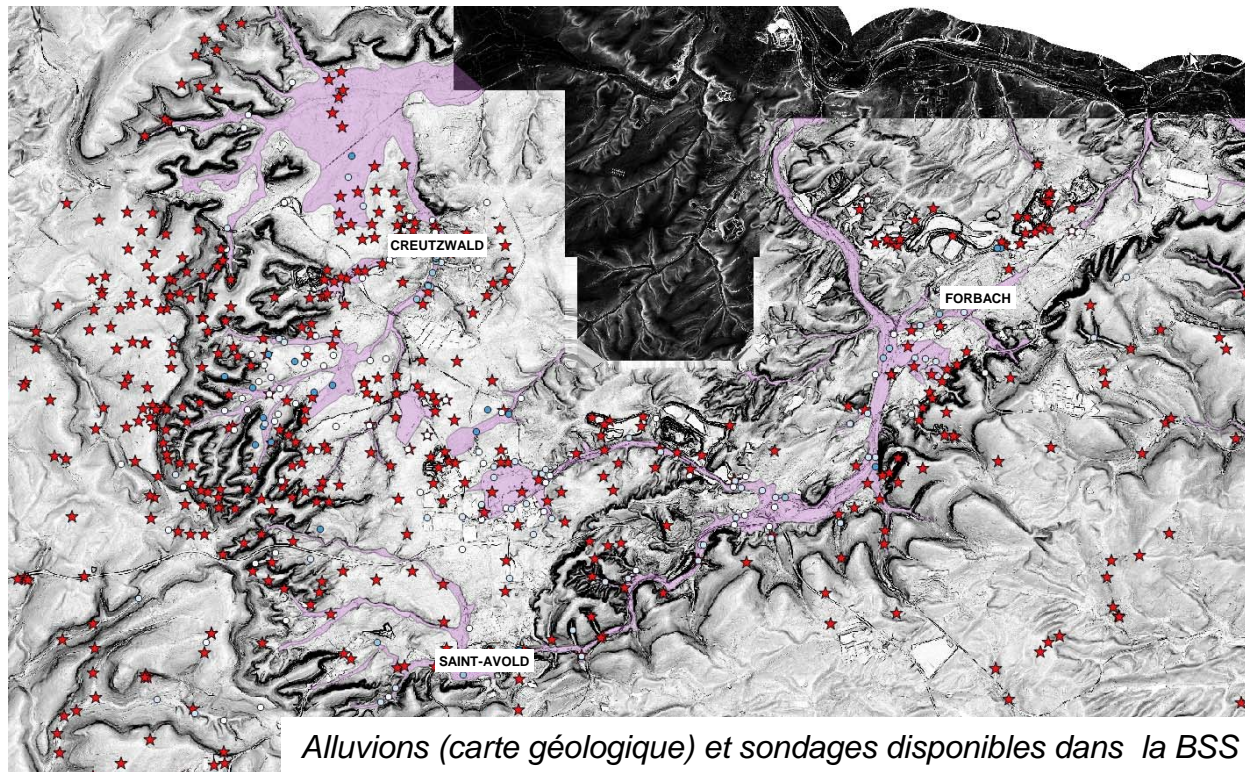 CREUTZWALD
FORBACH
SAINT-AVOLD
Alluvions (carte géologique) et sondages disponibles dans la BSS